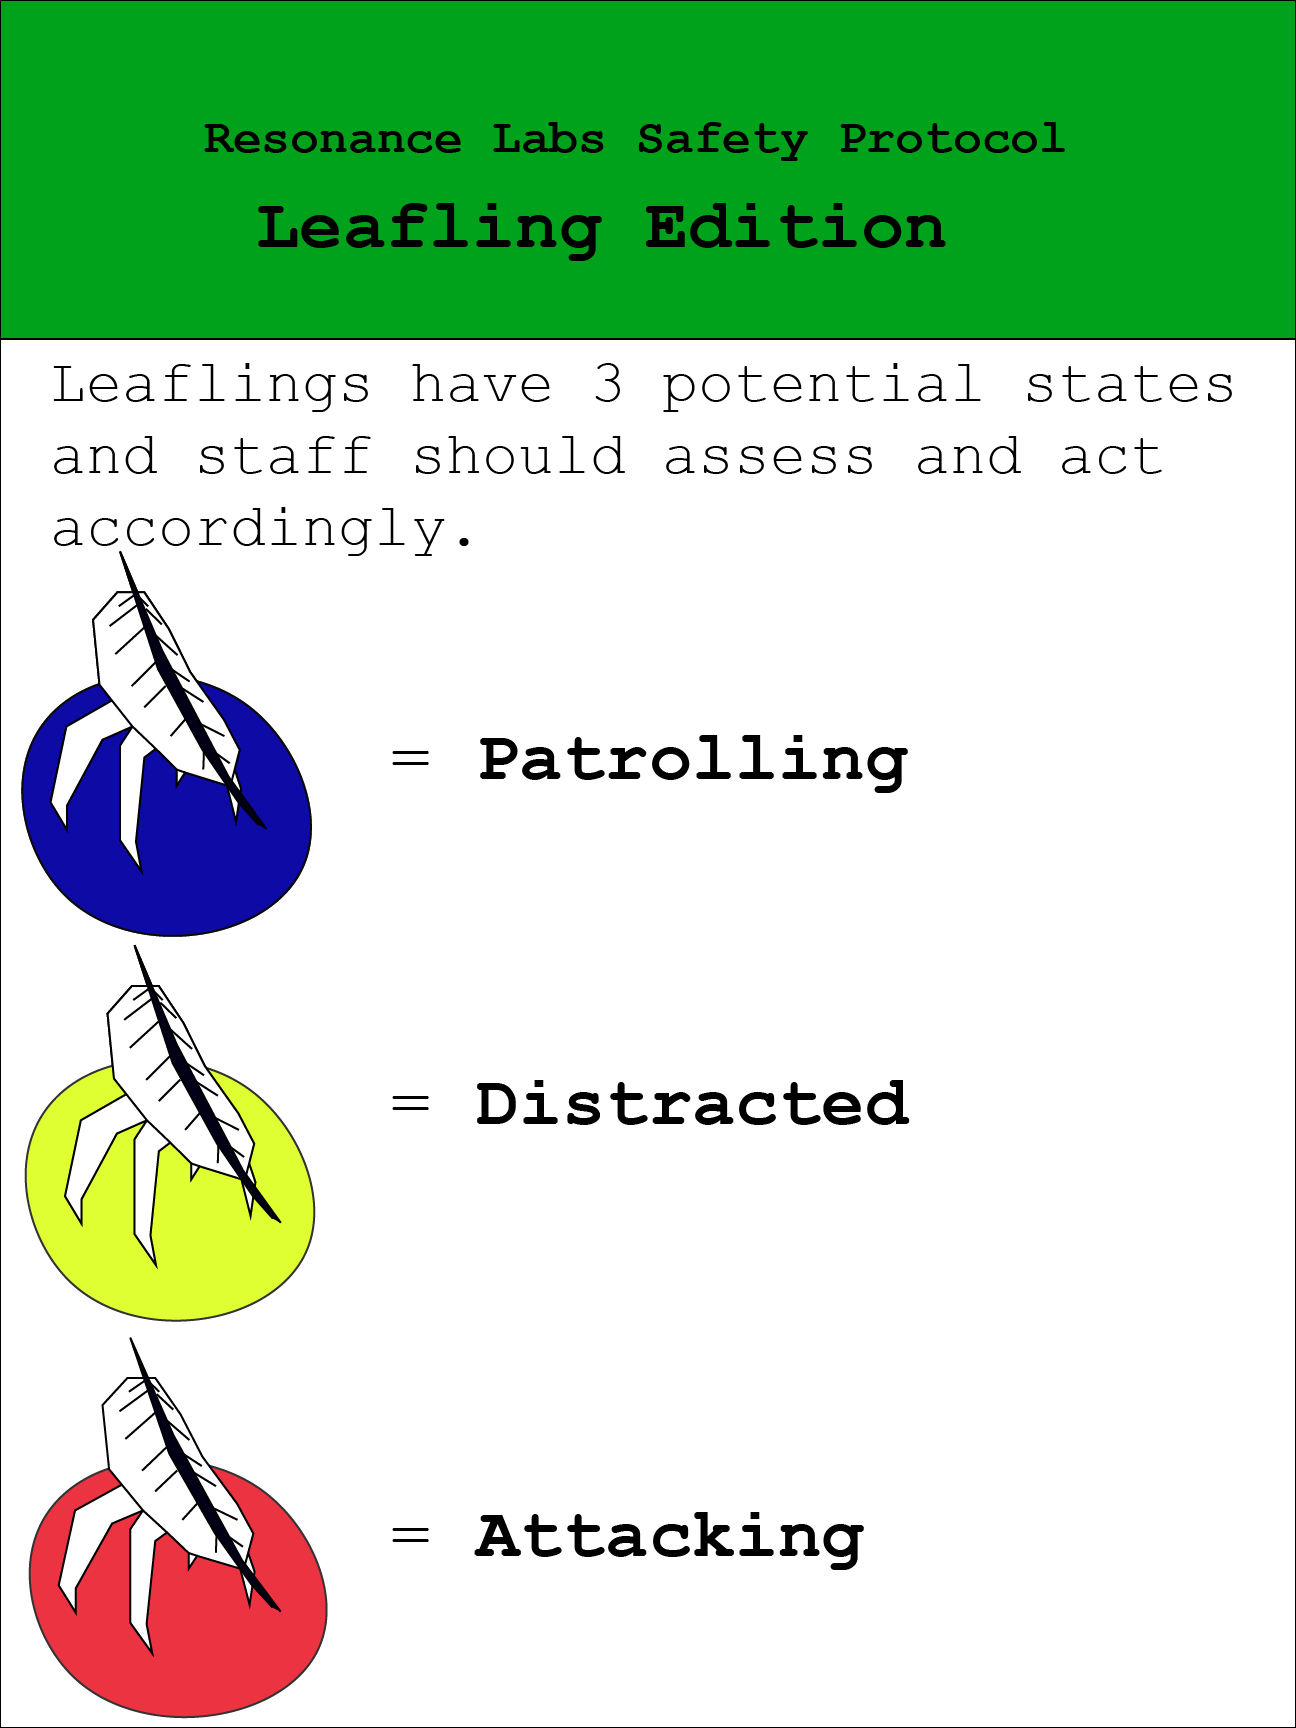 Resonance Labs Safety Protocol
Leafling Edition
Leaflings have 3 potential states
and staff should assess and act
accordingly.
= Patrolling
= Distracted
= Attacking